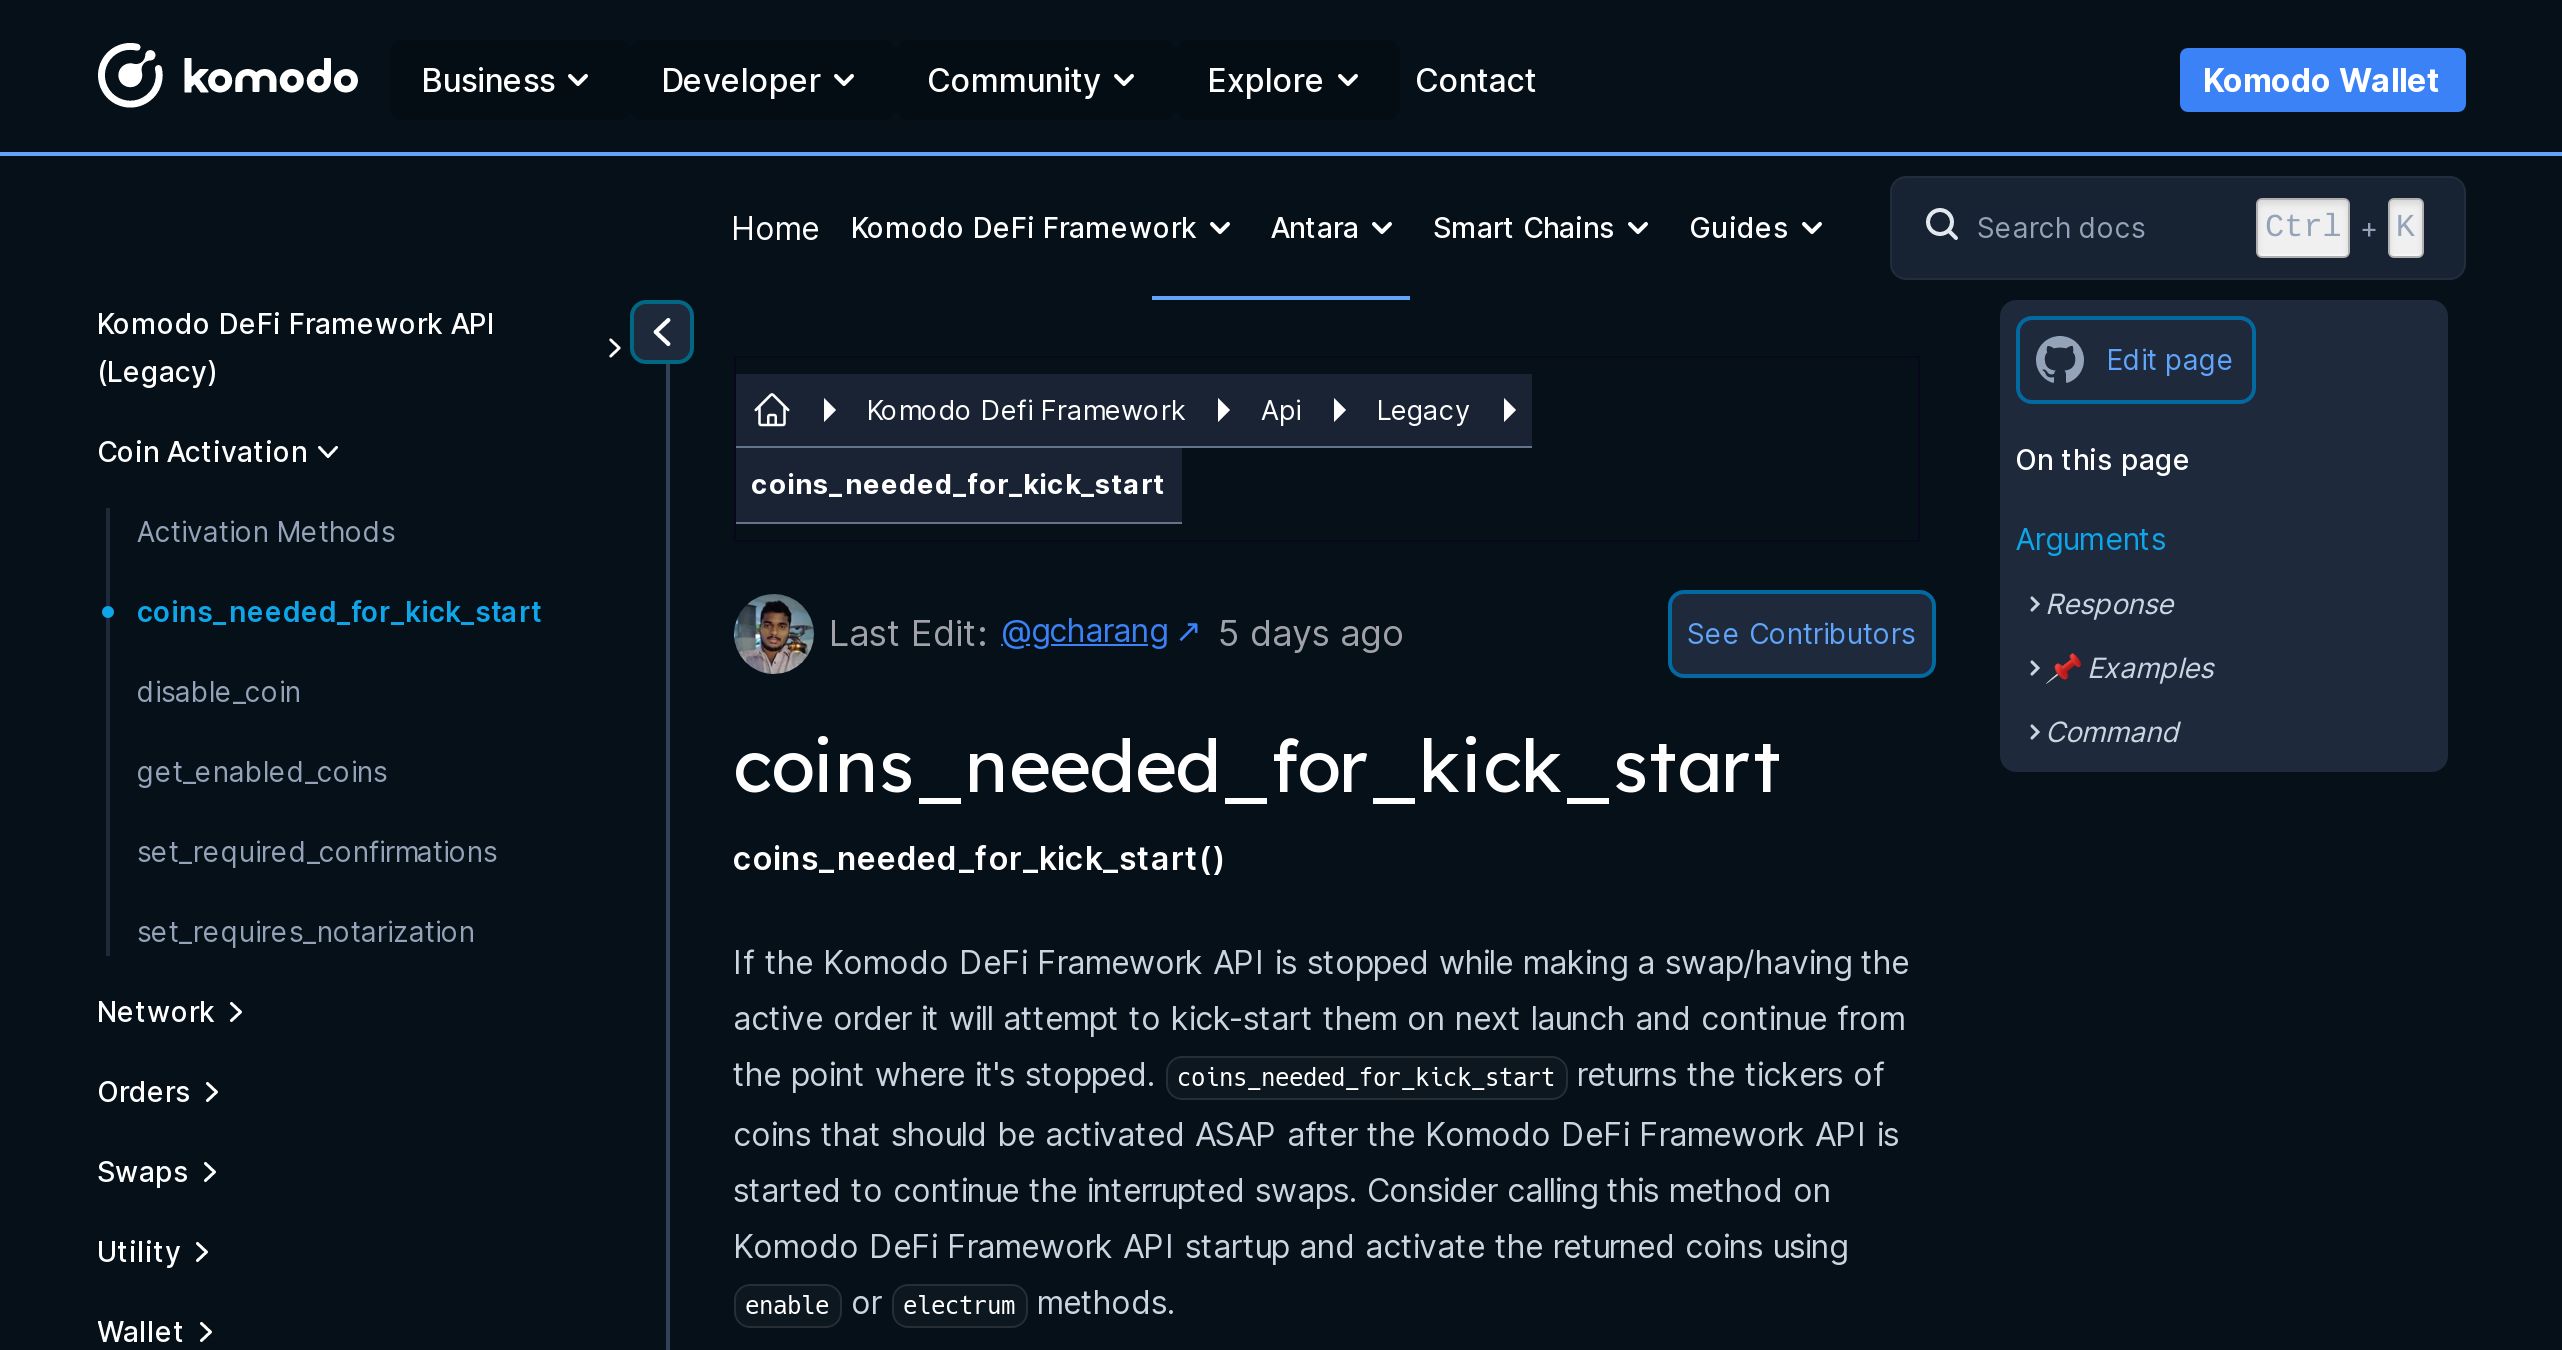 komodo
Business
Developer
Community
Explore
Contact
Komodo Wallet
Home
Komodo DeFi Framework
Antara
Smart Chains
Guides
Search docs
Ctrl + K
Komodo DeFi Framework API
(Legacy)
Coin Activation
Activation Methods
coins_needed_for_kick_start
disable_coin
get_enabled_coins
set_required_confirmations
set_requires_notarization
Network
Orders
Swaps
Utility
Wallet
Komodo Defi Framework
Api
Legacy
coins_needed_for_kick_start
Last Edit: @gcharang ↗ 5 days ago
See Contributors
coins_needed_for_kick_start
coins_needed_for_kick_start()
If the Komodo DeFi Framework API is stopped while making a swap/having the
active order it will attempt to kick-start them on next launch and continue from
the point where it's stopped. coins_needed_for_kick_start returns the tickers of
coins that should be activated ASAP after the Komodo DeFi Framework API is
started to continue the interrupted swaps. Consider calling this method on
Komodo DeFi Framework API startup and activate the returned coins using
enable or electrum methods.
Edit page
On this page
Arguments
Response
📌 Examples
Command